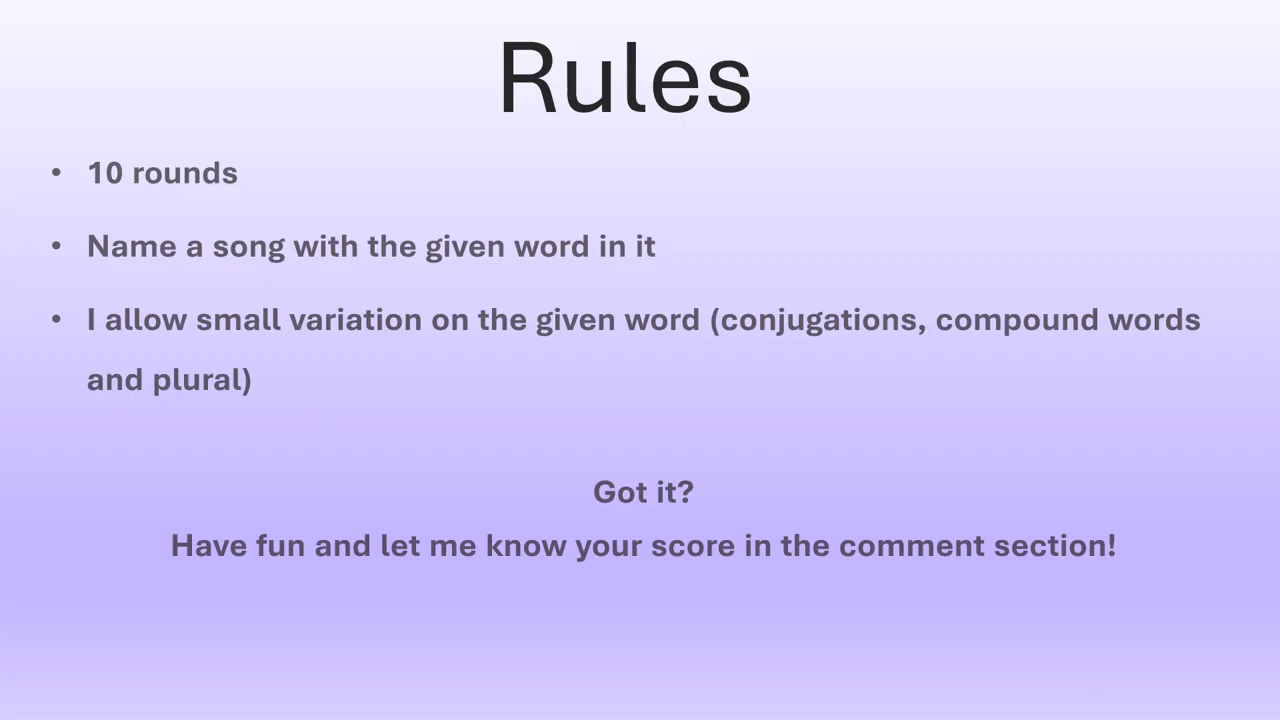 Rules
• 10 rounds
• Name a song with the given word in it
• I allow small variation on the given word (conjugations, compound words
and plural)
Got it?
Have fun and let me know your score in the comment section!